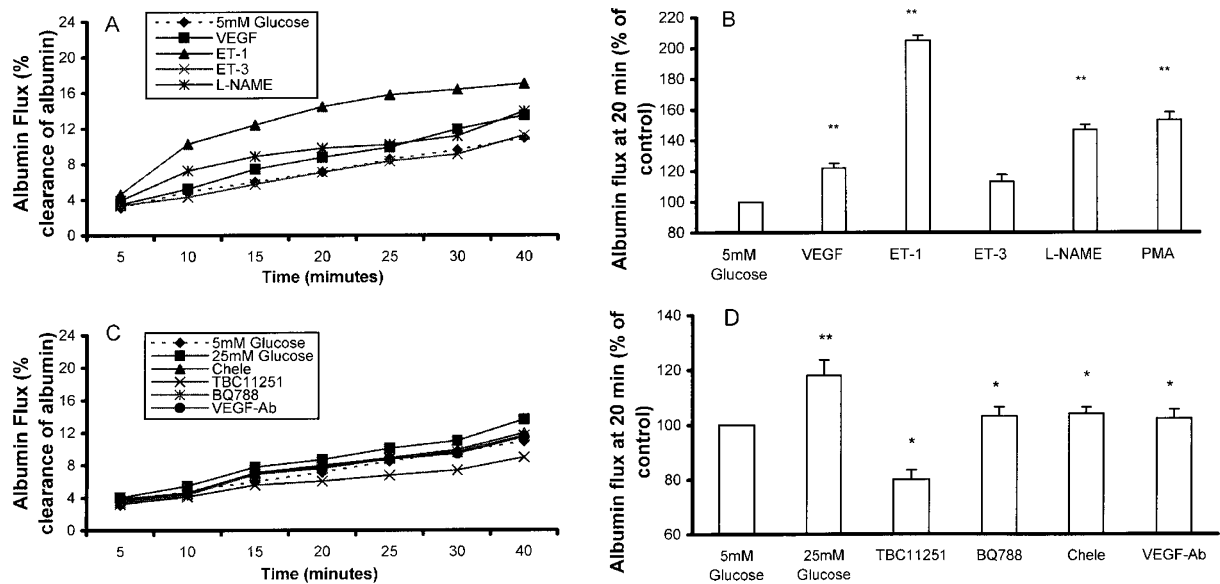 A
5mM Glucose
VEGF
ET-1
ET-3
L-NAME
Albumin Flux (%
clearance of albumin)
24
20
16
12
8
4
0
5 10 15 20 25 30 40
Time (mimutes)
B
Albumin flux at 20 min (% of
control)
220
200
180
160
140
120
100
80
**
**
**
**
5mM
Glucose
VEGF
ET-1
ET-3
L-NAME
PMA
C
5mM Glucose
25mM Glucose
Chele
TBC11251
BQ788
VEGF-Ab
Albumin Flux (%
clearance of albumin)
24
20
16
12
8
4
0
5 10 15 20 25 30 40
Time (minutes)
D
Albumin flux at 20 min (% of
control)
140
120
100
80
60
**
*
*
*
*
5mM
Glucose
25mM
Glucose
TBC11251
BQ788
Chele
VEGF-Ab